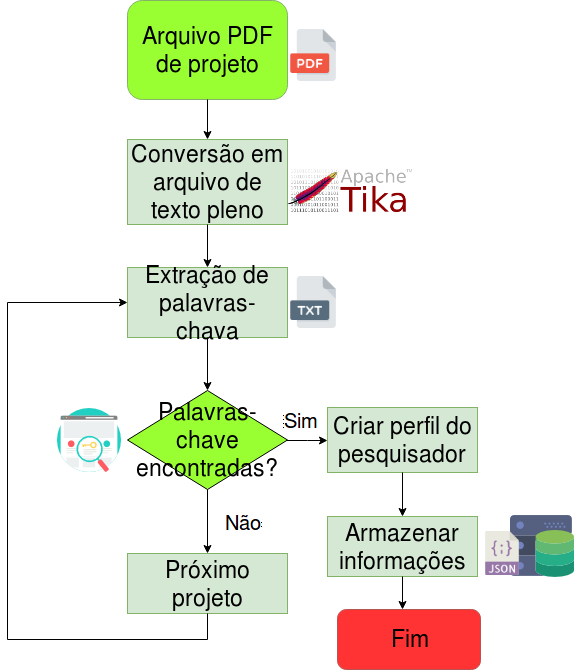 Arquivo PDF
de projeto
PDF
Conversão em
arquivo de
texto pleno
Apache™
Tika
Extração de
palavras-
chava
TXT
Palavras-
chave
encontradas?
Sim
Criar perfil do
pesquisador
Não
Armazenar
informações
{;}
JSON
Próximo
projeto
Fim